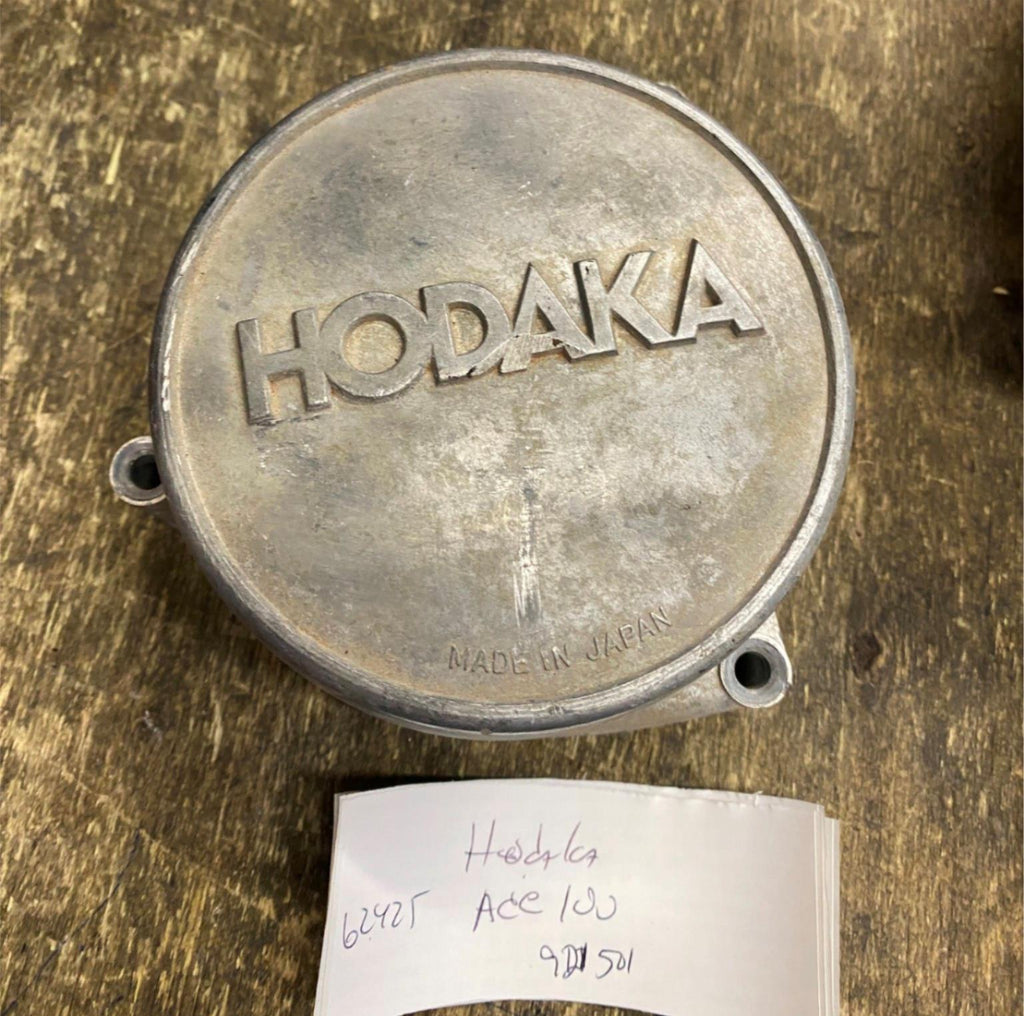 HODAKA
MADE IN JAPAN
Hodaka
62425 Ace 100